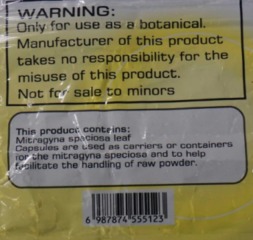 WARNING:
Only for use as a botanical.
Manufacturer of this product
takes no responsibility for the
misuse of this product.
Not for sale to minors
This product contains:
Mitragyna speciosa leaf
Capsules are used as carriers or containers
for the mitragyna speciosa and to help
facilitate the handling of raw powder.
6 987874 555123